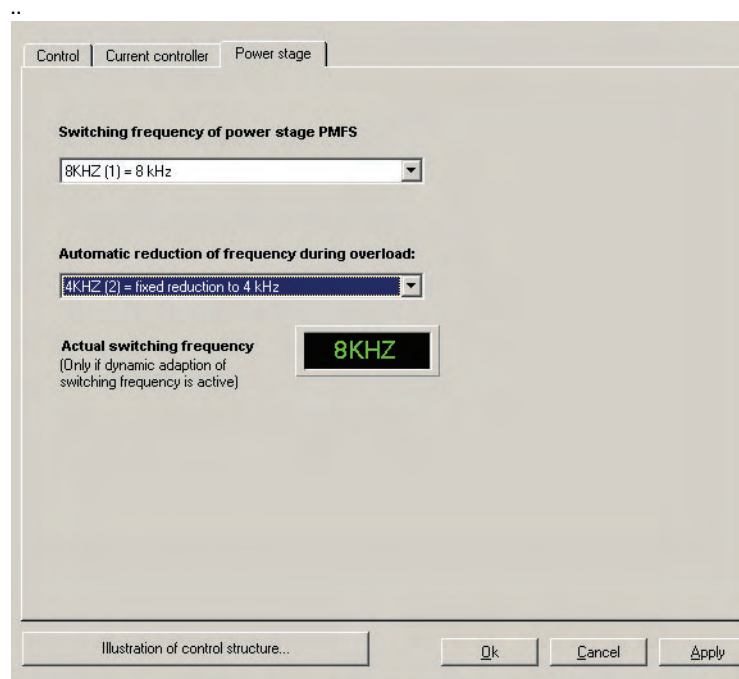 ..
Control Current controller Power stage
Switching frequency of power stage PMFS
8KHZ (1) = 8 kHz
Automatic reduction of frequency during overload:
4KHZ (2) = fixed reduction to 4 kHz
Actual switching frequency
(Only if dynamic adaption of
switching frequency is active)
8KHZ
Illustration of control structure... Ok Cancel Apply